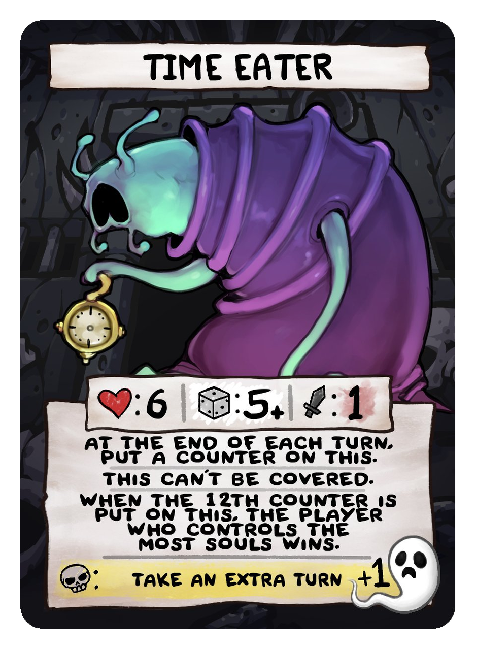 TIME EATER
:6 :5+ :1
AT THE END OF EACH TURN,
PUT A COUNTER ON THIS.
THIS CAN'T BE COVERED.
WHEN THE 12TH COUNTER IS
PUT ON THIS, THE PLAYER
WHO CONTROLS THE
MOST SOULS WINS.
: TAKE AN EXTRA TURN +1